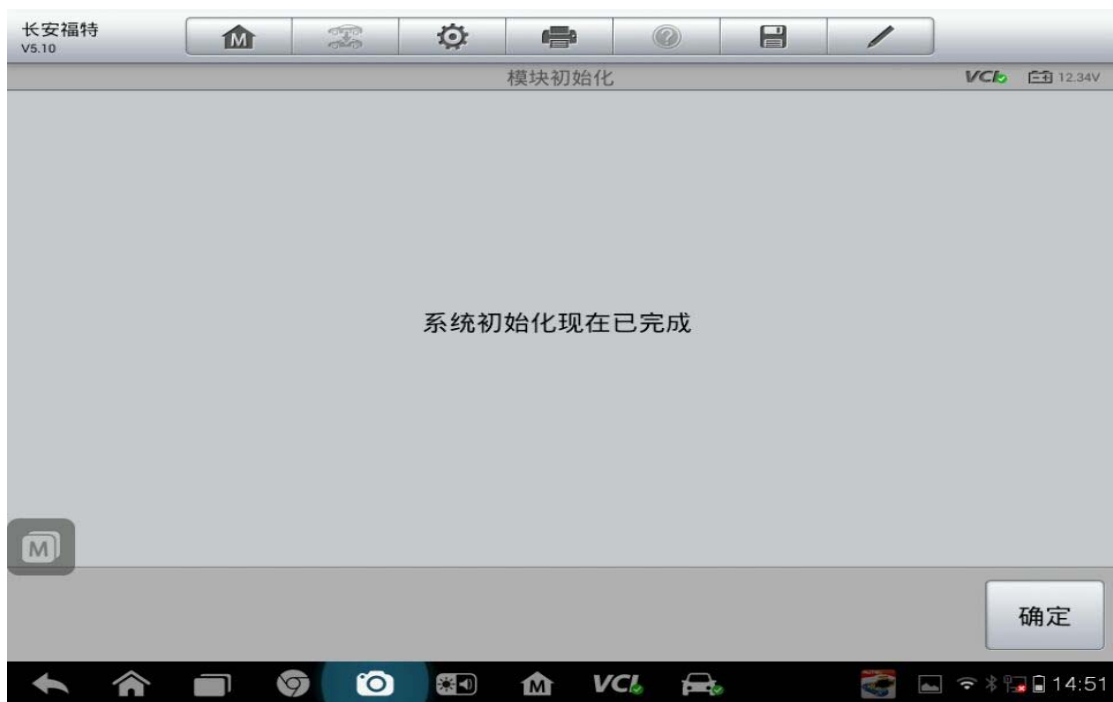 长安福特
V5.10
M
模块初始化
VCI
12.34V
系统初始化现在已完成
M
确定
M
VCI
14:51